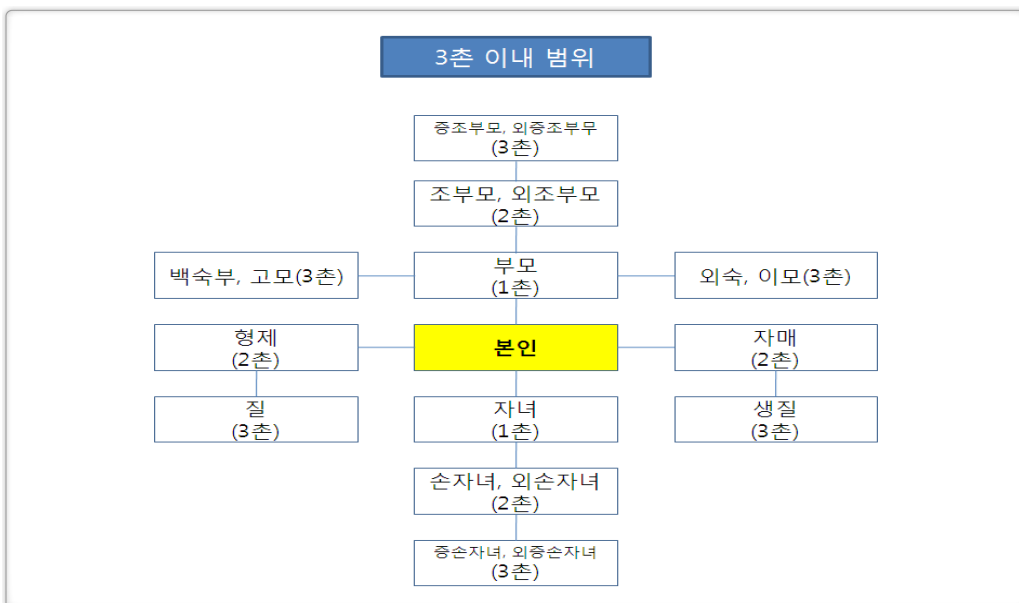 3촌 이내 범위
증조부모, 외증조부무
(3촌)
조부모, 외조부모
(2촌)
백숙부, 고모(3촌)
부모
(1촌)
외숙, 이모(3촌)
형제
(2촌)
본인
자매
(2촌)
질
(3촌)
자녀
(1촌)
생질
(3촌)
손자녀, 외손자녀
(2촌)
증손자녀, 외증손자녀
(3촌)